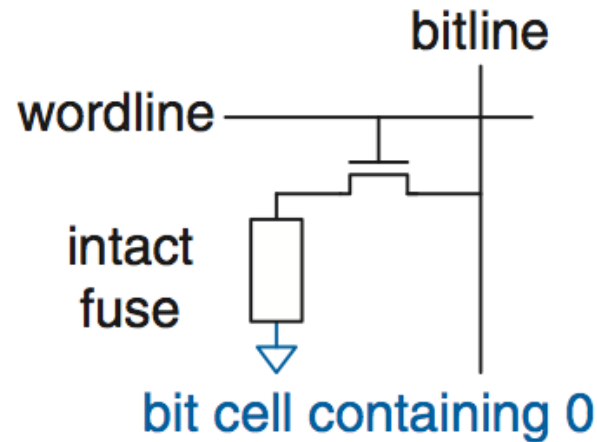 bitline
wordline
intact
fuse
bit cell containing 0